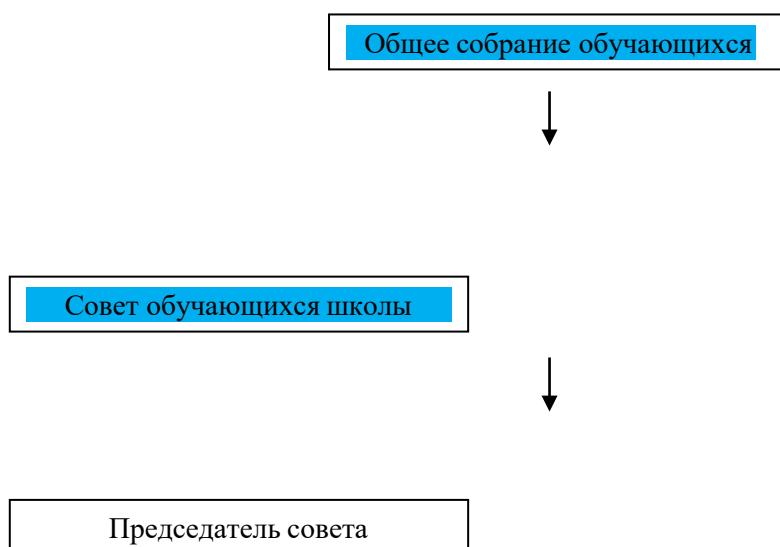 Общее собрание обучающихся
Совет обучающихся школы
Председатель совета